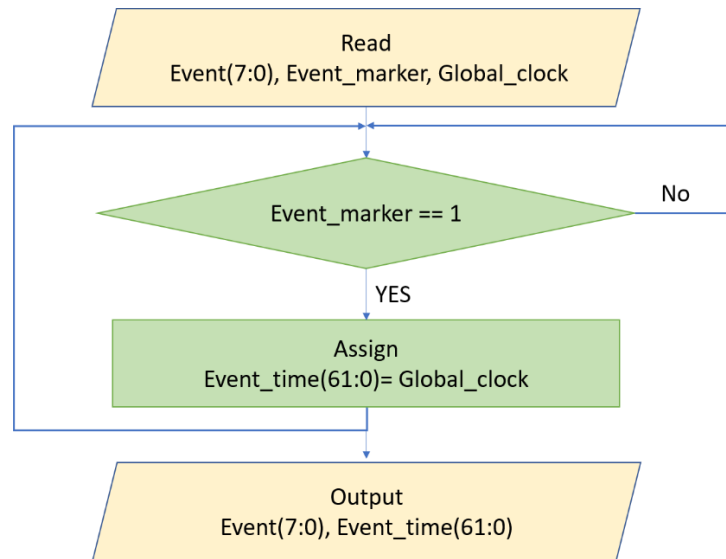 Read
Event(7:0), Event_marker, Global_clock
Event_marker == 1
No
YES
Assign
Event_time(61:0)= Global_clock
Output
Event(7:0), Event_time(61:0)